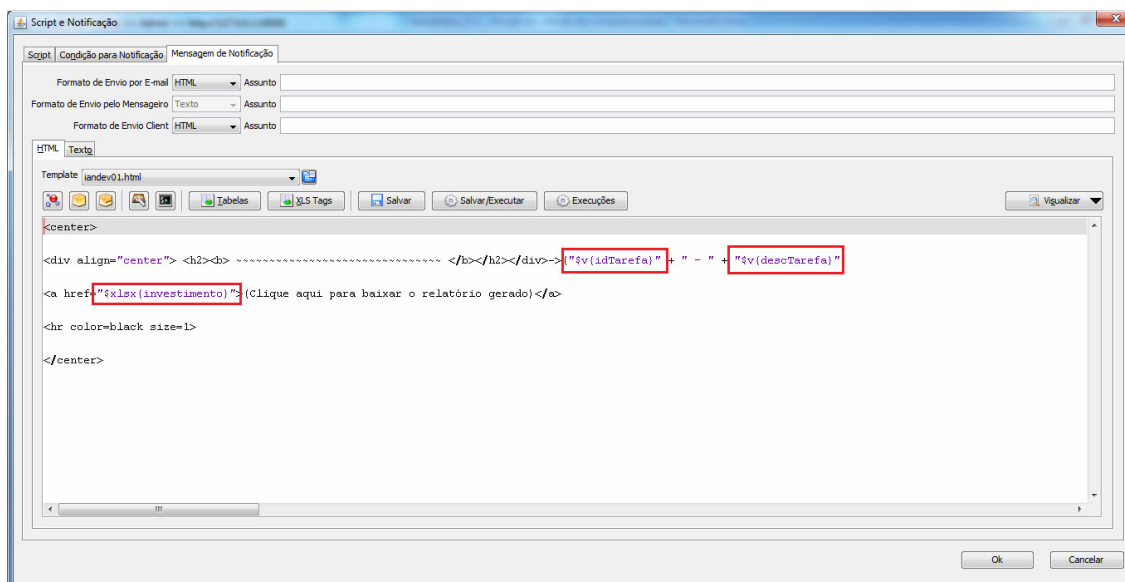 Script e Notificação
Script Condição para Notificação Mensagem de Notificação
Formato de Envio por E-mail HTML Assunto
Formato de Envio pelo Mensageiro Texto Assunto
Formato de Envio Client HTML Assunto
HTML Texto
Template iandev01.html
Tabelas XLS Tags Salvar Salvar/Executar Execuções Visualizar
<center>
<div align="center"> <h2><b> ~~~~~~~~~~~~~~~~~~~~~~~~~~~~~~~ </b></h2></div>->{"$v{idTarefa}" + " - " + "$v{descTarefa}"
<a href="$xlsx{investimento}">(Clique aqui para baixar o relatório gerado)</a>
<hr color=black size=1>
</center>
Ok Cancelar